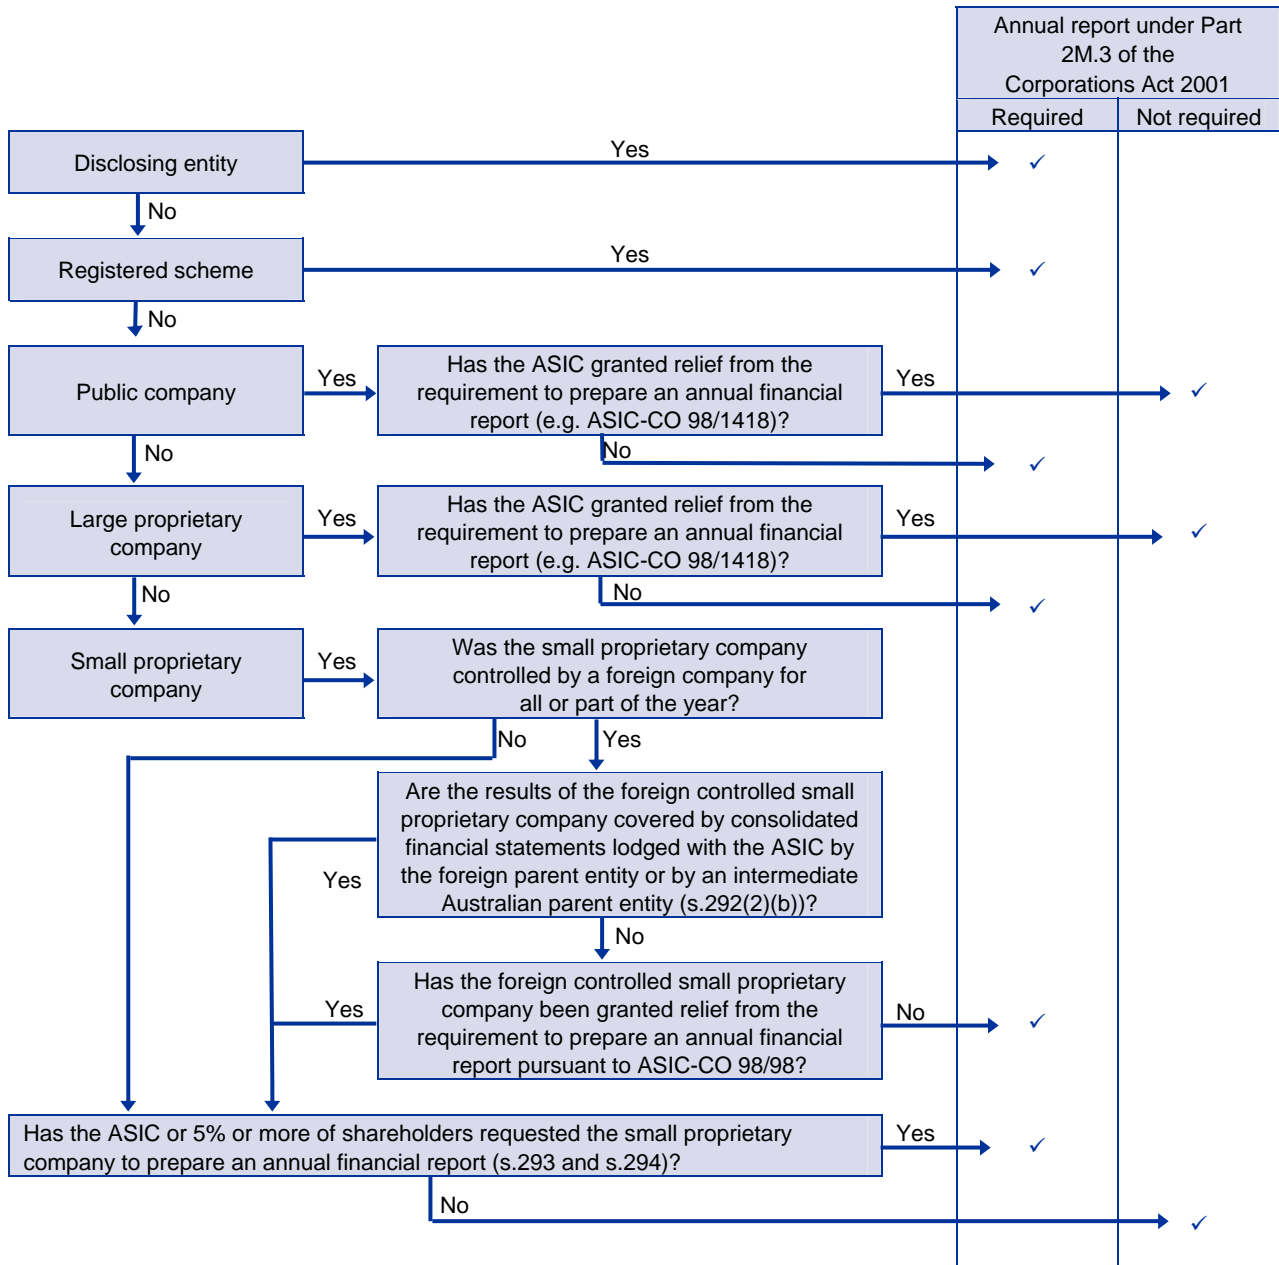 Annual report under Part
2M.3 of the
Corporations Act 2001
Required
Not required
Disclosing entity
Yes
✓
No
Registered scheme
Yes
✓
No
Public company
Yes
Has the ASIC granted relief from the
requirement to prepare an annual financial
report (e.g. ASIC-CO 98/1418)?
Yes
✓
No
✓
No
Large proprietary
company
Yes
Has the ASIC granted relief from the
requirement to prepare an annual financial
report (e.g. ASIC-CO 98/1418)?
Yes
✓
No
✓
No
Small proprietary
company
Yes
Was the small proprietary company
controlled by a foreign company for
all or part of the year?
No
Yes
Are the results of the foreign controlled small
proprietary company covered by consolidated
financial statements lodged with the ASIC by
the foreign parent entity or by an intermediate
Australian parent entity (s.292(2)(b))?
Yes
No
Has the foreign controlled small proprietary
company been granted relief from the
requirement to prepare an annual financial
report pursuant to ASIC-CO 98/98?
Yes
No
✓
Has the ASIC or 5% or more of shareholders requested the small proprietary
company to prepare an annual financial report (s.293 and s.294)?
Yes
✓
No
✓